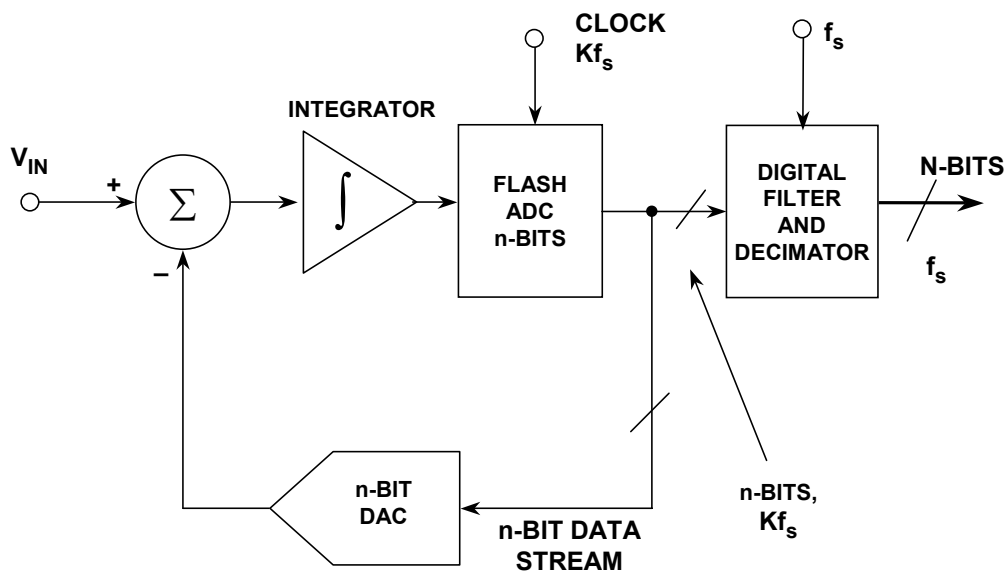 CLOCK
Kfs
fs
INTEGRATOR
VIN
+
Σ
∫
FLASH
ADC
n-BITS
DIGITAL
FILTER
AND
DECIMATOR
N-BITS
fs
–
n-BIT
DAC
n-BIT DATA
STREAM
n-BITS,
Kfs